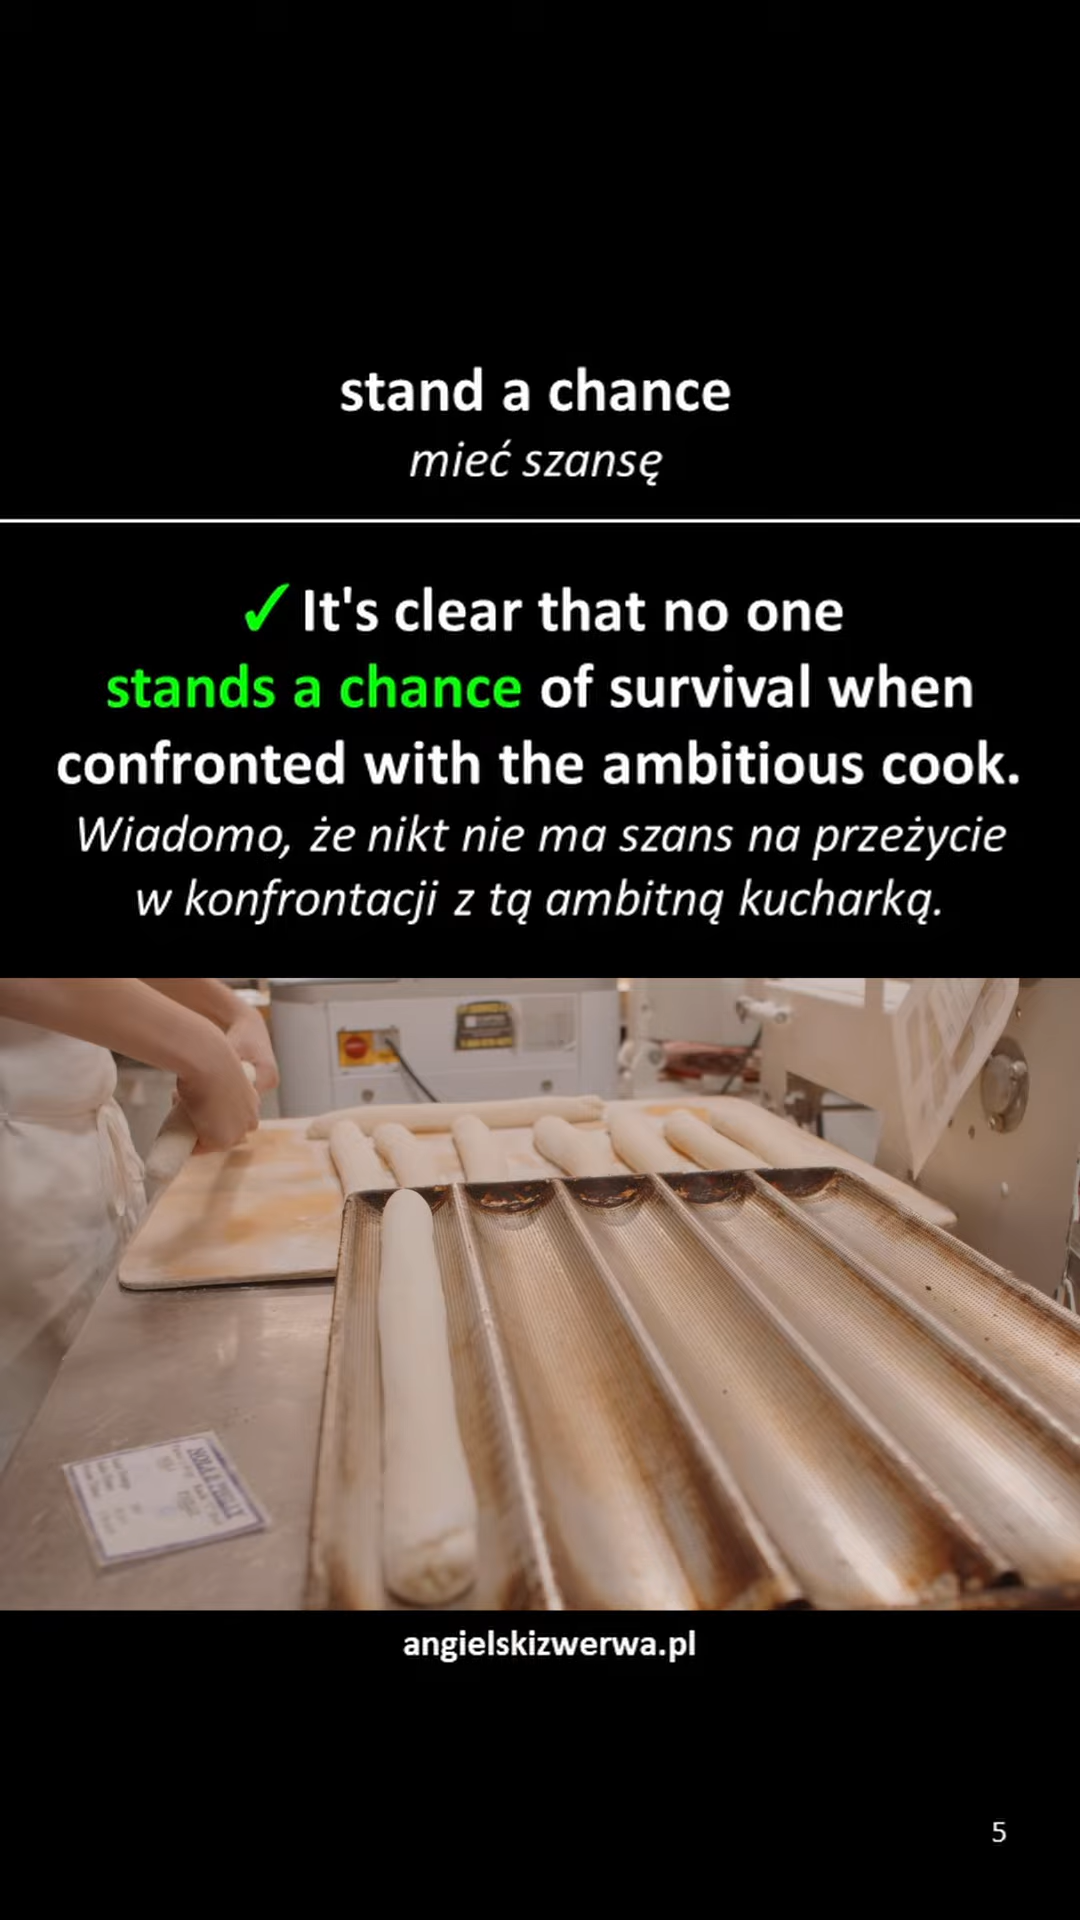 stand a chance
mieć szansę
✓ It's clear that no one
stands a chance of survival when
confronted with the ambitious cook.
Wiadomo, że nikt nie ma szans na przeżycie
w konfrontacji z tą ambitną kucharką.
angielskizwerwa.pl
5